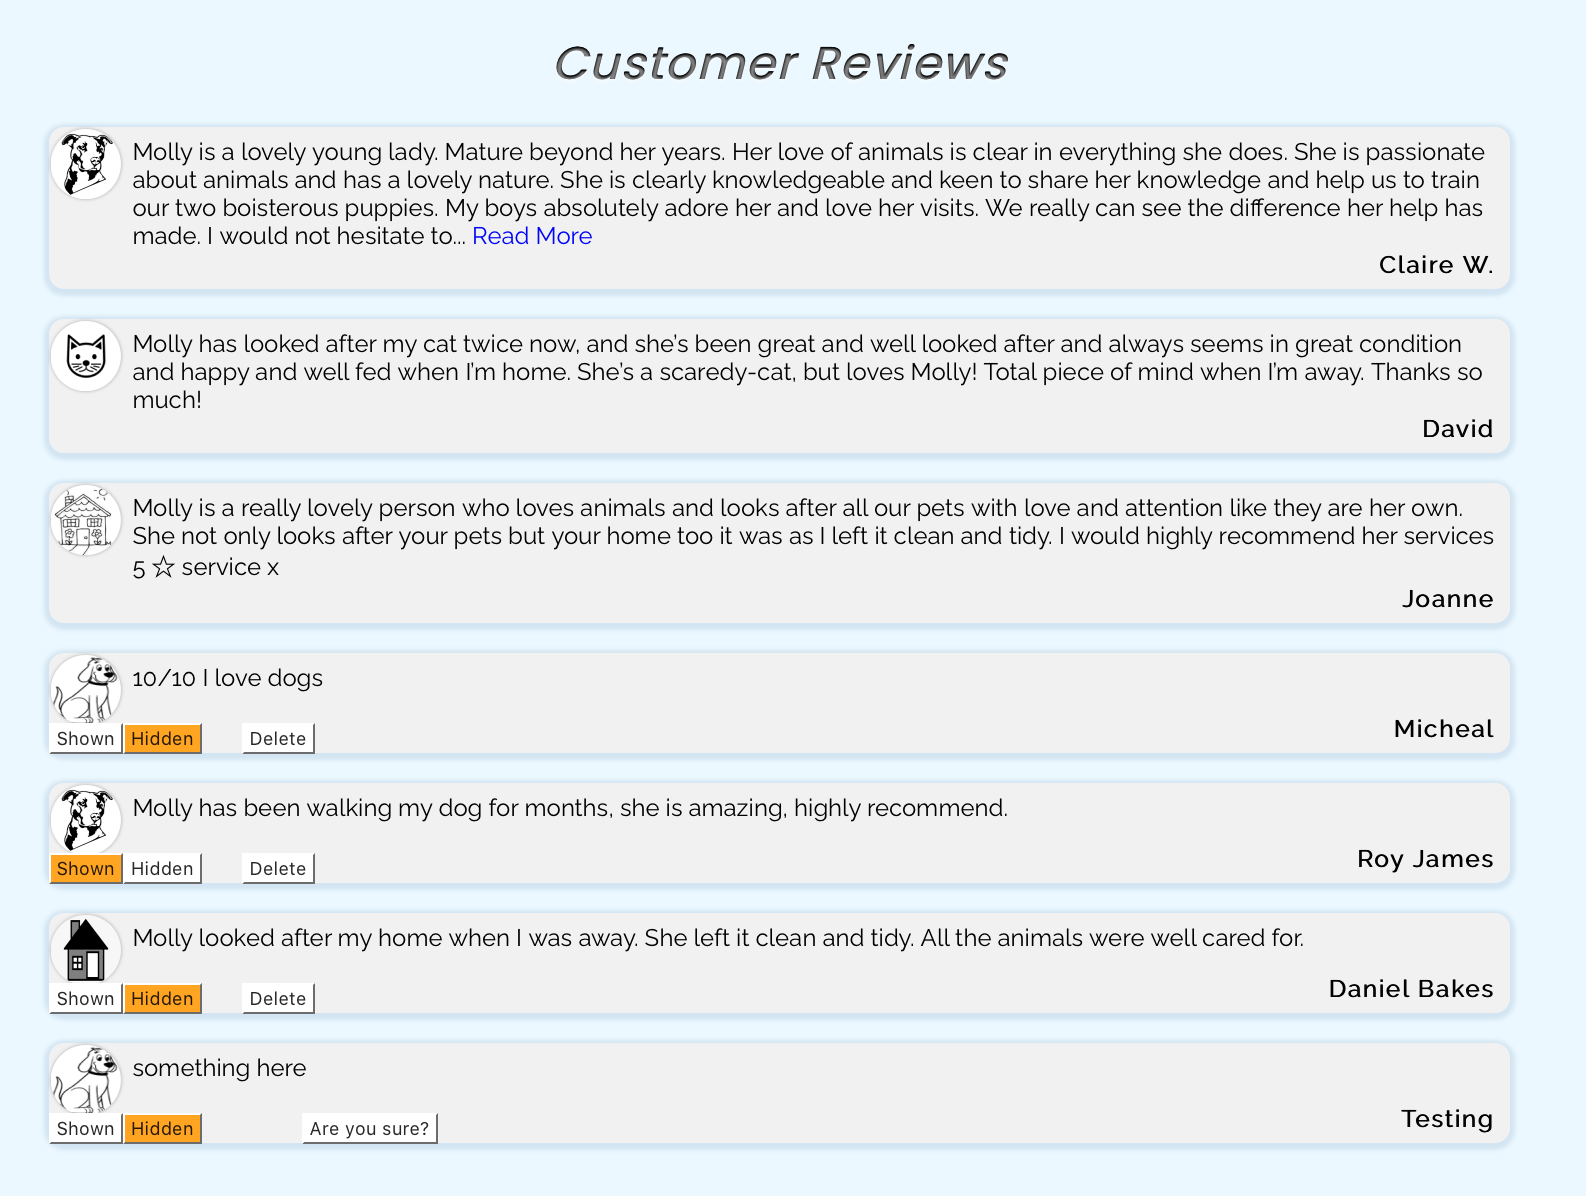 Customer Reviews
Molly is a lovely young lady. Mature beyond her years. Her love of animals is clear in everything she does. She is passionate
about animals and has a lovely nature. She is clearly knowledgeable and keen to share her knowledge and help us to train
our two boisterous puppies. My boys absolutely adore her and love her visits. We really can see the difference her help has
made. I would not hesitate to... Read More
Claire W.
Molly has looked after my cat twice now, and she's been great and well looked after and always seems in great condition
and happy and well fed when I'm home. She's a scaredy-cat, but loves Molly! Total piece of mind when I'm away. Thanks so
much!
David
Molly is a really lovely person who loves animals and looks after all our pets with love and attention like they are her own.
She not only looks after your pets but your home too it was as I left it clean and tidy. I would highly recommend her services
5 ☆ service x
Joanne
10/10 I love dogs
Micheal
Shown Hidden Delete
Molly has been walking my dog for months, she is amazing, highly recommend.
Roy James
Shown Hidden Delete
Molly looked after my home when I was away. She left it clean and tidy. All the animals were well cared for.
Daniel Bakes
Shown Hidden Delete
something here
Testing
Shown Hidden Are you sure?